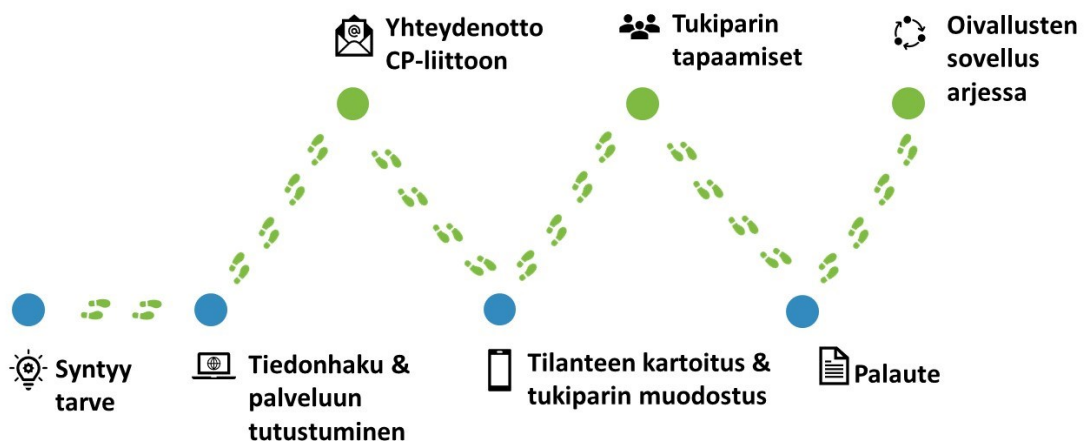 Syntyy
tarve
Tiedonhaku &
palveluun
tutustuminen
Yhteydenotto
CP-liittoon
Tilanteen kartoitus &
tukiparin muodostus
Tukiparin
tapaamiset
Palaute
Oivallusten
sovellus
arjessa